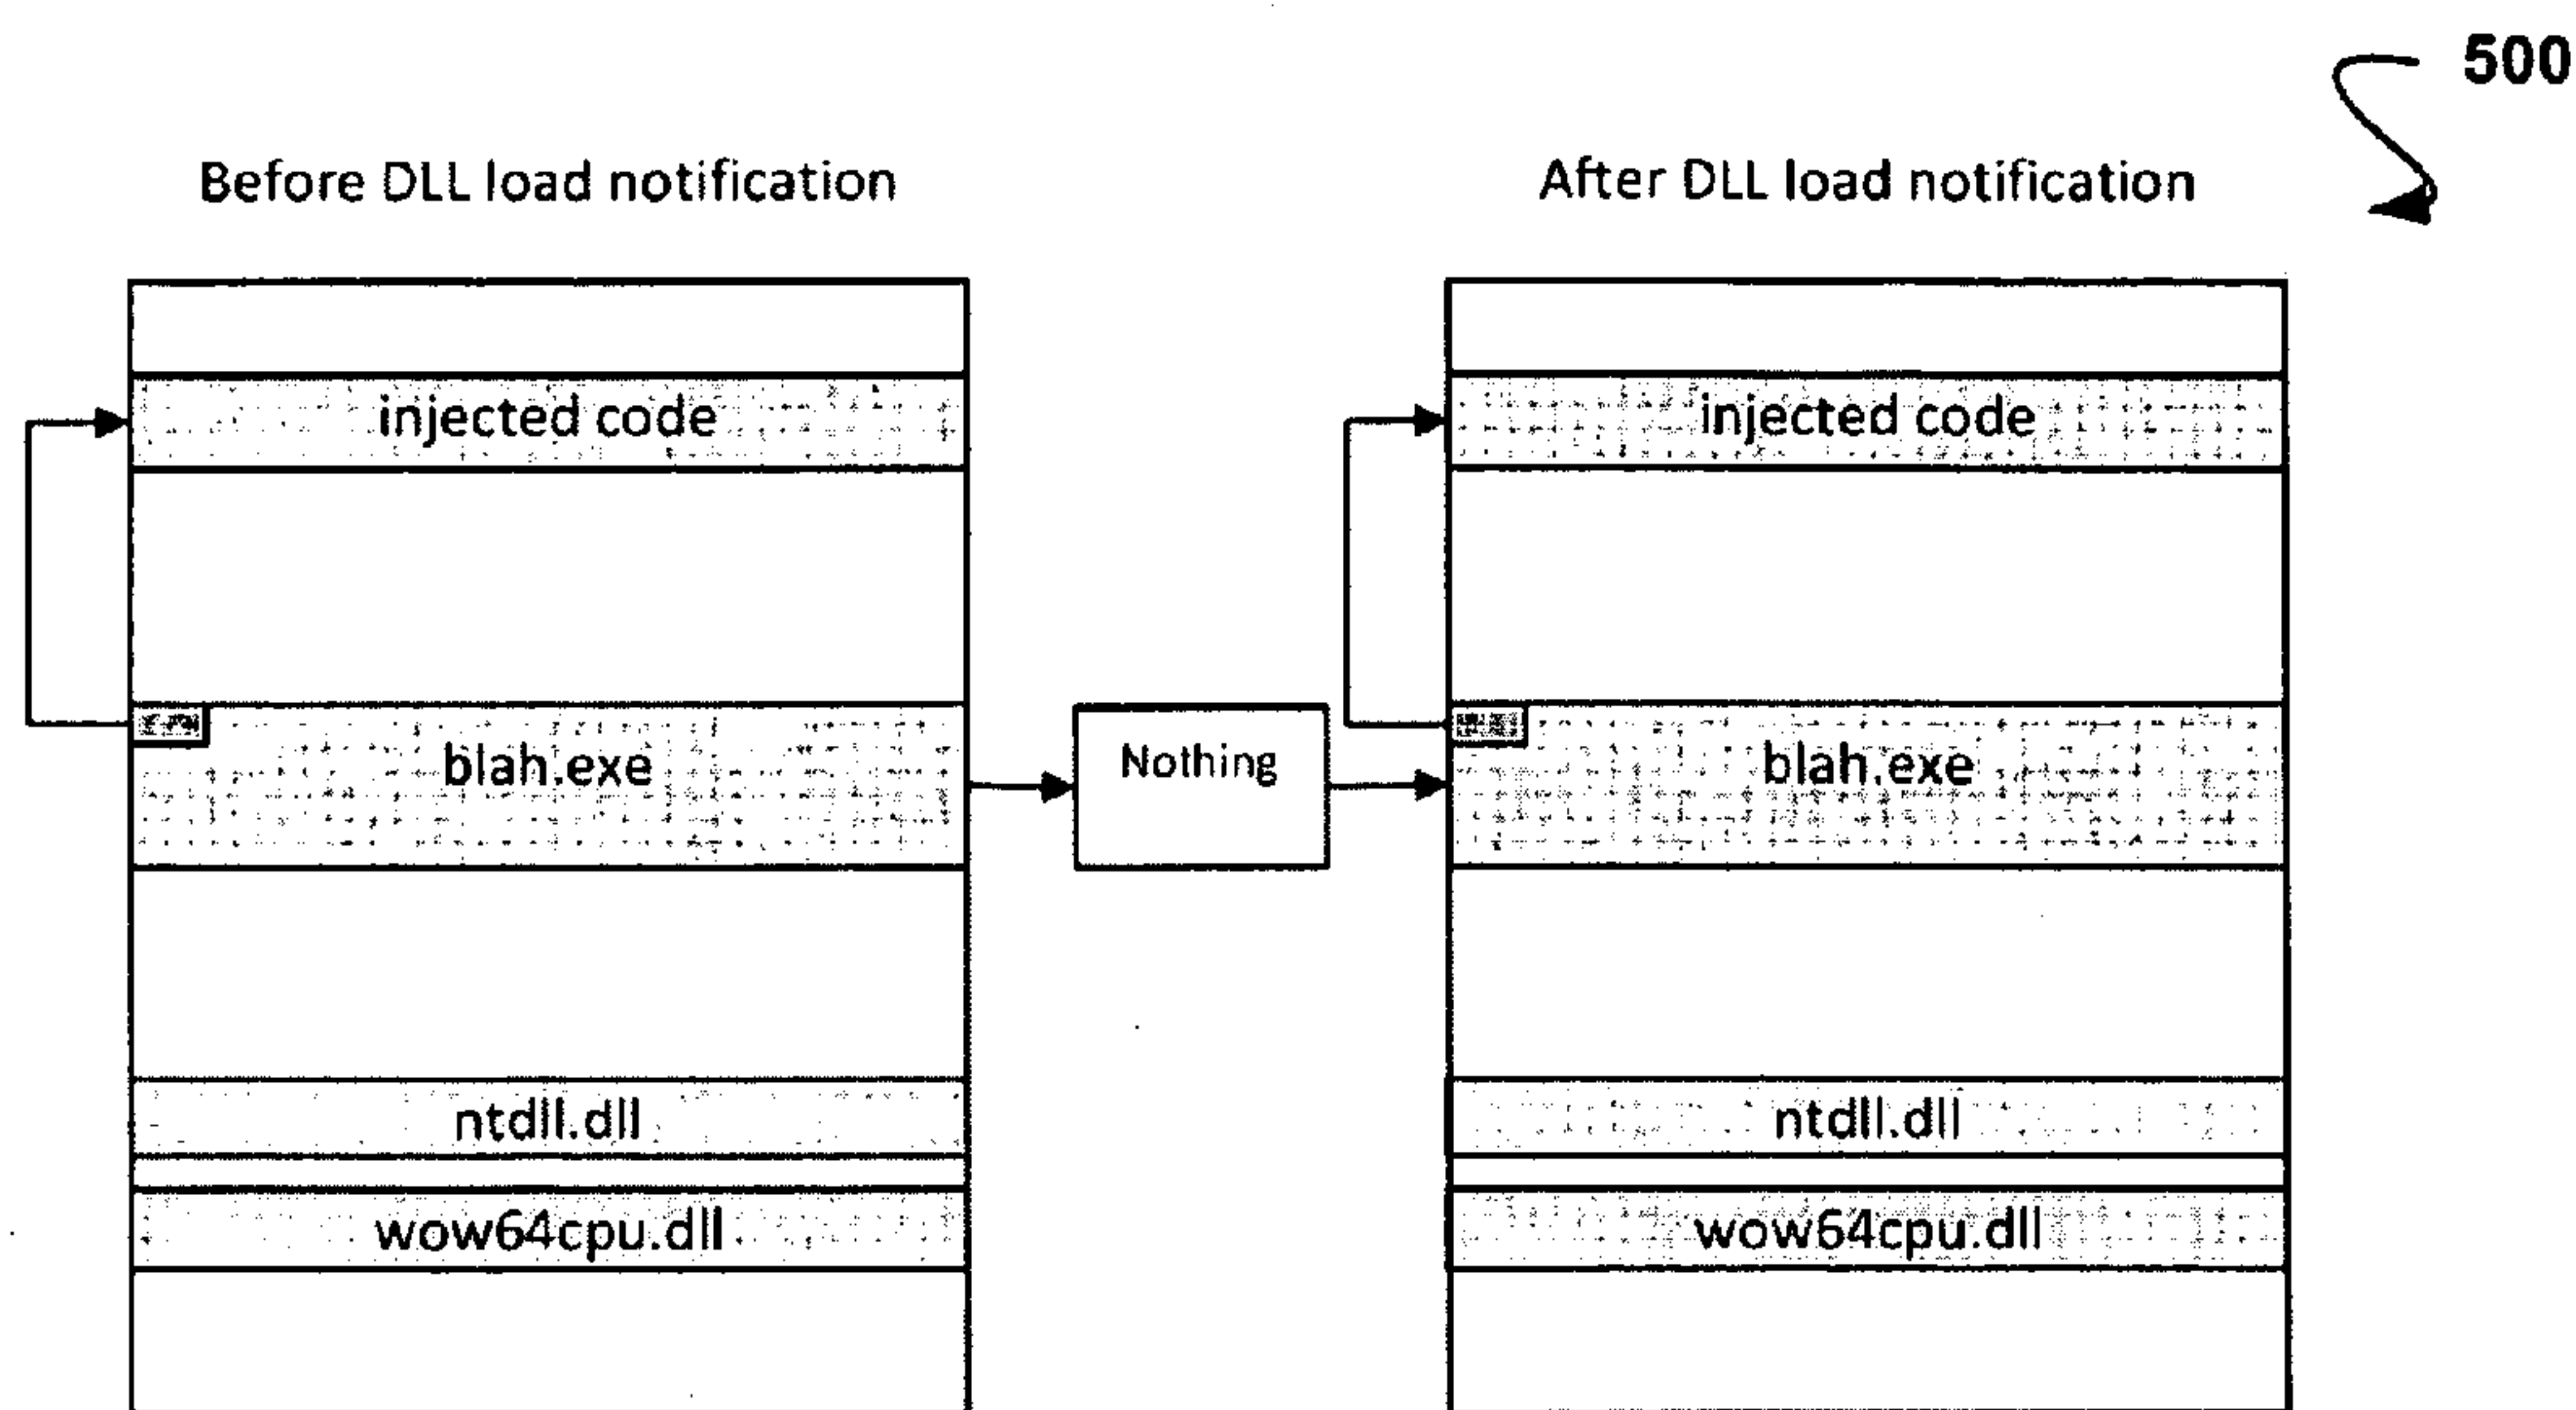 500
Before DLL load notification
After DLL load notification
injected code
injected code
blah.exe
Nothing
blah.exe
ntdll.dll
ntdll.dll
wow64cpu.dll
wow64cpu.dll